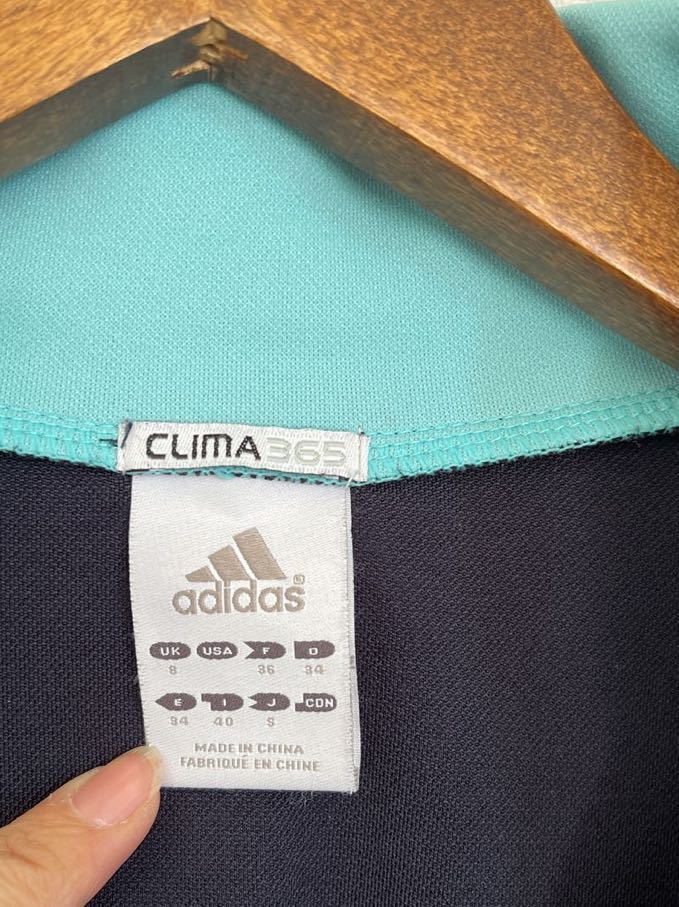 CLIMA365
adidas
UK USA F D
8 36 34
E I J CDN
34 40 S
MADE IN CHINA
FABRIQUÉ EN CHINE